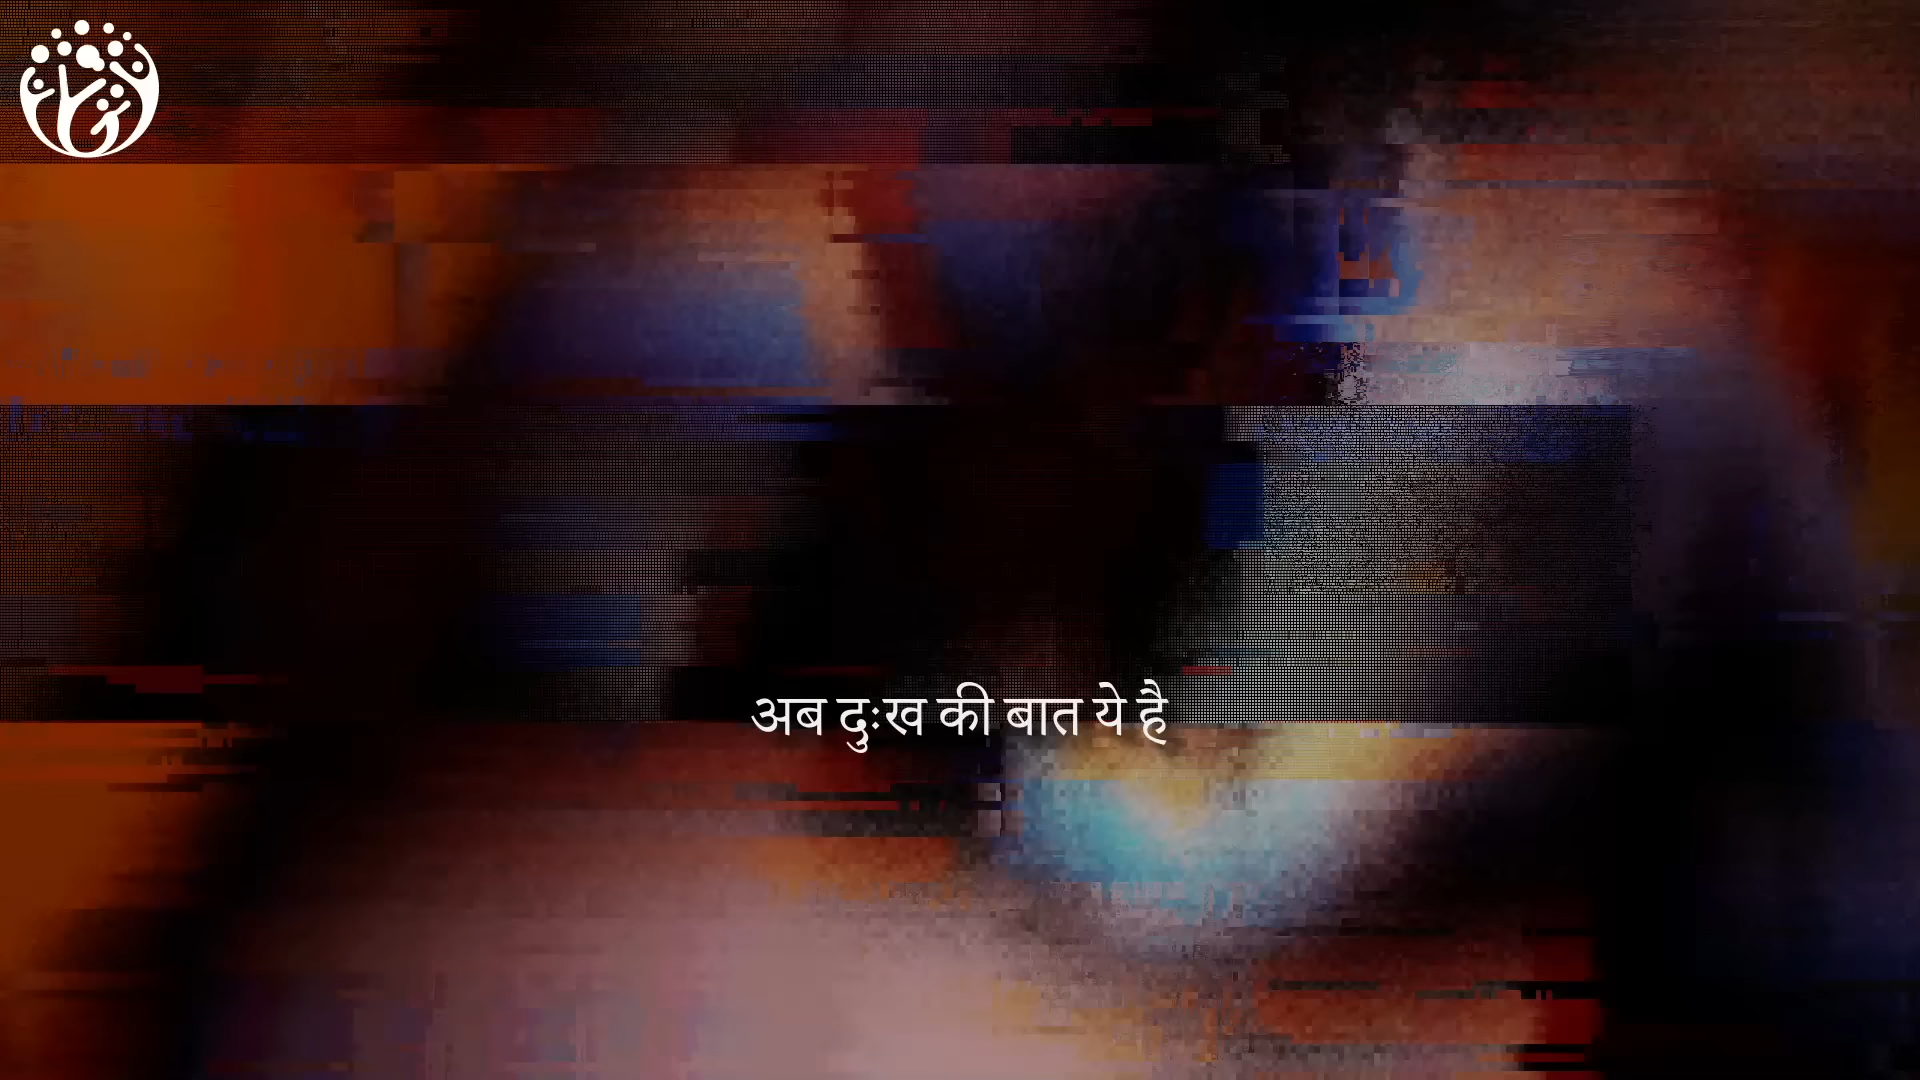 अब दुःख की बात ये है